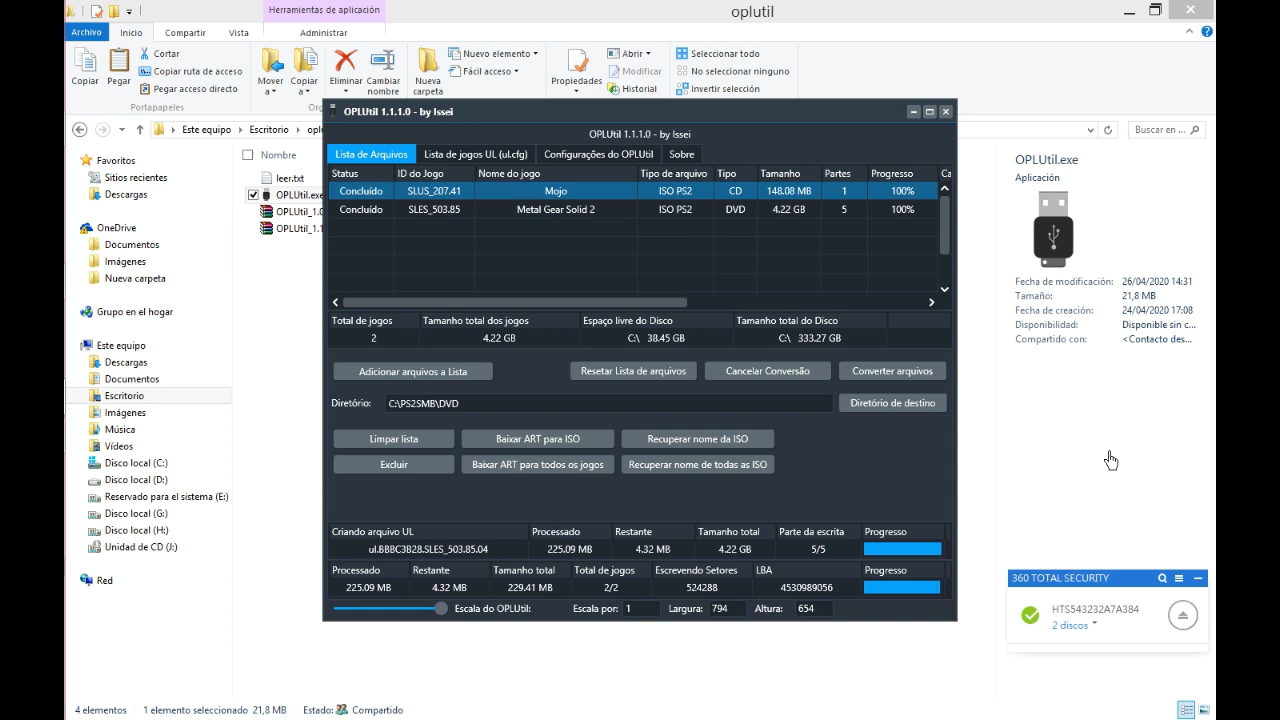 Herramientas de aplicación
oplutil
Archivo Inicio Compartir Vista Administrar
Copiar Pegar Cortar Copiar ruta de acceso Pegar acceso directo
Portapapeles
Mover a Copiar a Eliminar Cambiar nombre
Org
Nueva carpeta Nuevo elemento Fácil acceso
Propiedades Abrir Modificar Historial
Seleccionar todo
No seleccionar ninguno
Invertir selección
Este equipo Escritorio opl
Buscar en ...
Favoritos
Sitios recientes
Descargas
OneDrive
Documentos
Imágenes
Nueva carpeta
Grupo en el hogar
Este equipo
Descargas
Documentos
Escritorio
Imágenes
Música
Vídeos
Disco local (C:)
Disco local (D:)
Reservado para el sistema (E:)
Disco local (G:)
Disco local (H:)
Unidad de CD (J:)
Red
Nombre
leer.txt
OPLUtil.exe
OPLUtil_1.0
OPLUtil_1.1
OPLUtil 1.1.1.0 - by Issei
OPLUtil 1.1.1.0 - by Issei
Lista de Arquivos Lista de jogos UL (ul.cfg) Configurações do OPLUtil Sobre
Status ID do Jogo Nome do jogo Tipo de arquivo Tipo Tamanho Partes Progresso Ca
Concluído SLUS_207.41 Mojo ISO PS2 CD 148.08 MB 1 100%
Concluído SLES_503.85 Metal Gear Solid 2 ISO PS2 DVD 4.22 GB 5 100%
Total de jogos Tamanho total dos jogos Espaço livre do Disco Tamanho total do Disco
2 4.22 GB C:\ 38.45 GB C:\ 333.27 GB
Adicionar arquivos a Lista Resetar Lista de arquivos Cancelar Conversão Converter arquivos
Diretório: C:\PS2SMB\DVD Diretório de destino
Limpar lista Baixar ART para ISO Recuperar nome da ISO
Excluir Baixar ART para todos os jogos Recuperar nome de todas as ISO
Criando arquivo UL Processado Restante Tamanho total Parte da escrita Progresso
ul.BBBC3B28.SLES_503.85.04 225.09 MB 4.32 MB 4.22 GB 5/5
Processado Restante Tamanho total Total de jogos Escrevendo Setores LBA Progresso
225.09 MB 4.32 MB 229.41 MB 2/2 524288 4530989056
Escala do OPLUtil: Escala por: 1 Largura: 794 Altura: 654
OPLUtil.exe
Aplicación
Fecha de modificación: 26/04/2020 14:31
Tamaño: 21,8 MB
Fecha de creación: 24/04/2020 17:08
Disponibilidad: Disponible sin c...
Compartido con: <Contacto des...
360 TOTAL SECURITY
HTS543232A7A384
2 discos
4 elementos 1 elemento seleccionado 21,8 MB Estado: Compartido